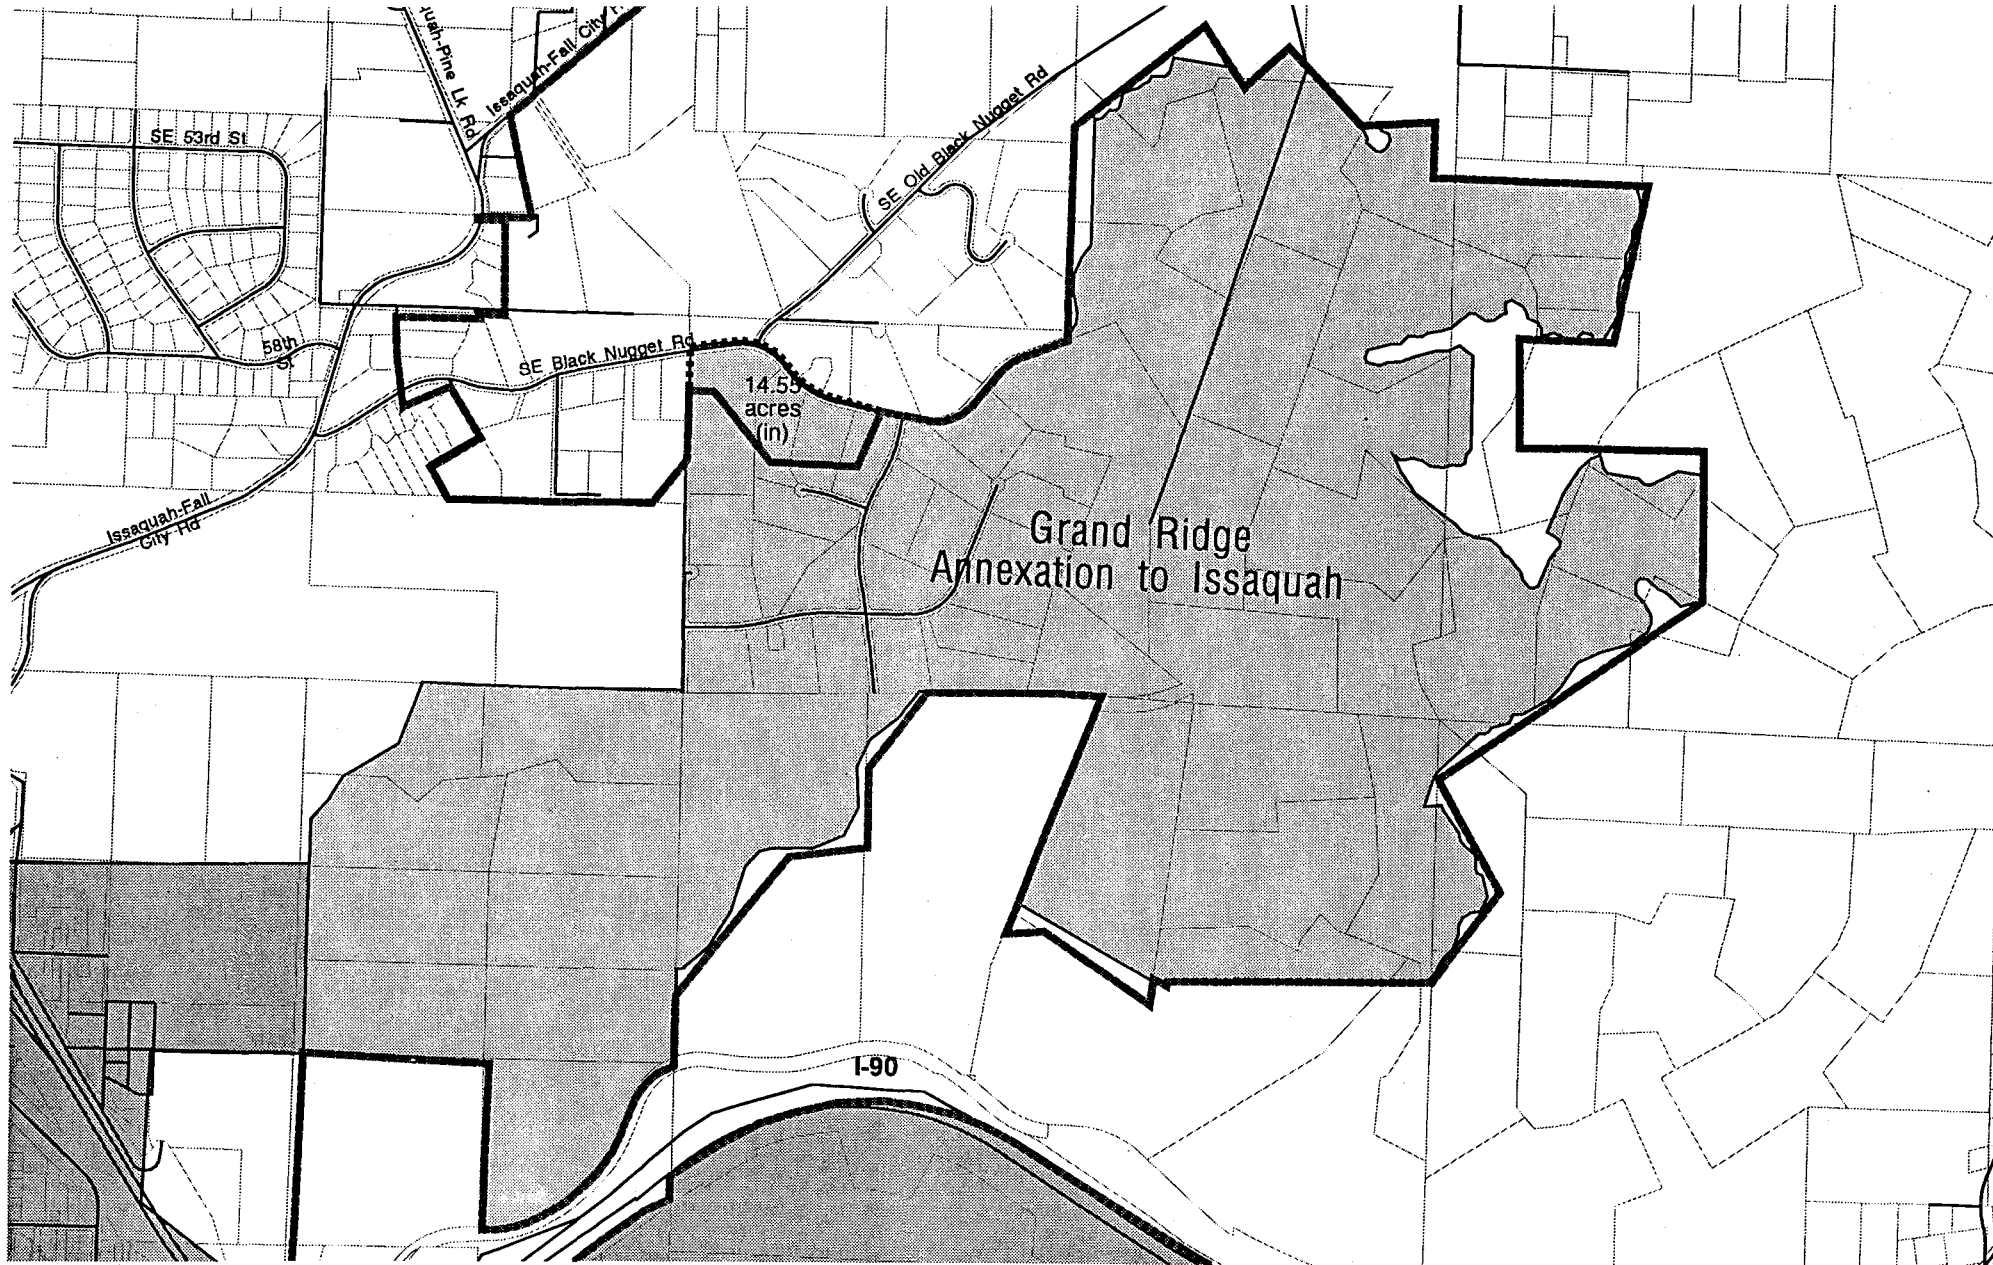 Issaquah-Fall City
SE 53rd St
Pine Lk Rd
SE Old Black Nugget Rd
58th
St
SE Black Nugget Rd
14.55
acres
(in)
Issaquah-Fall
City Rd
Grand Ridge
Annexation to Issaquah
I-90